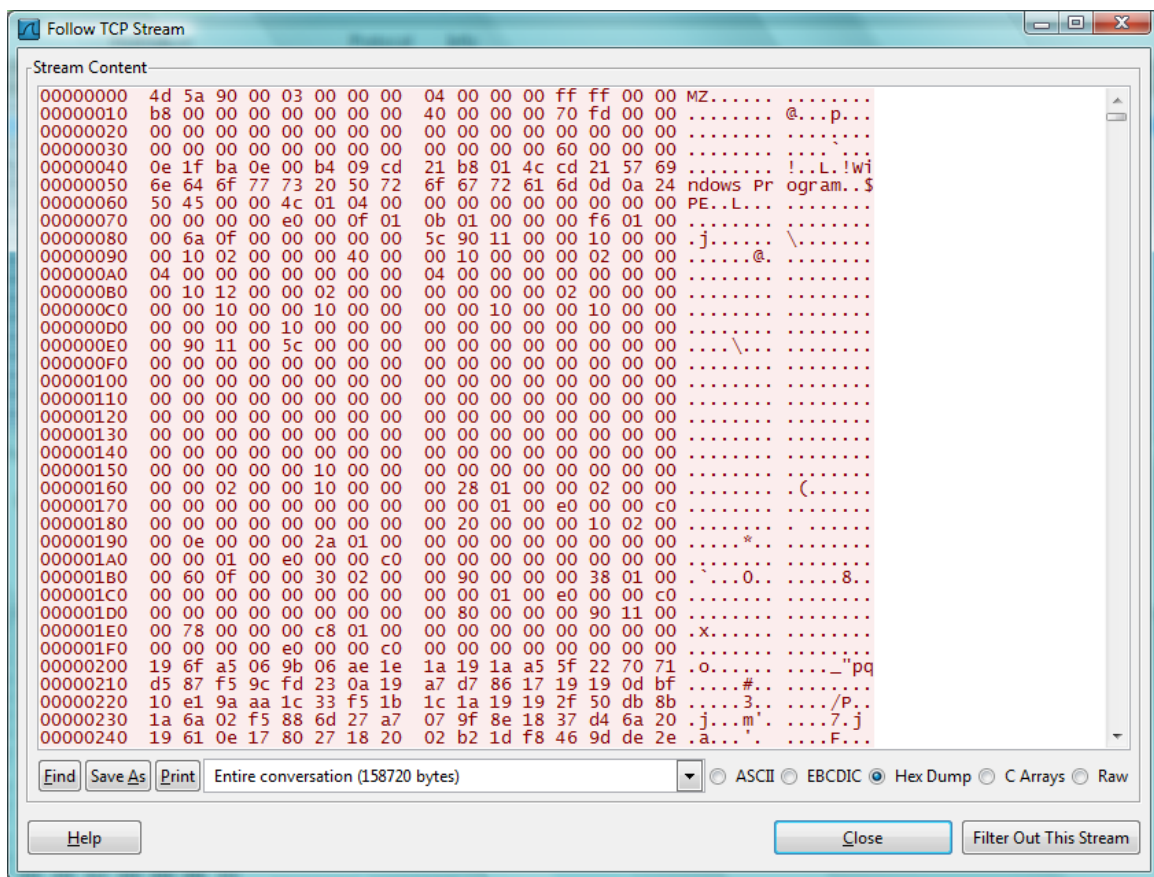 Follow TCP Stream
Stream Content
00000000 4d 5a 90 00 03 00 00 00 04 00 00 00 ff ff 00 00 MZ...... ........
00000010 b8 00 00 00 00 00 00 00 40 00 00 00 70 fd 00 00 ........ @...p...
00000020 00 00 00 00 00 00 00 00 00 00 00 00 00 00 00 00 ........ ........
00000030 00 00 00 00 00 00 00 00 00 00 00 00 60 00 00 00 ........ ....`...
00000040 0e 1f ba 0e 00 b4 09 cd 21 b8 01 4c cd 21 57 69 ........ !..L.!Wi
00000050 6e 64 6f 77 73 20 50 72 6f 67 72 61 6d 0d 0a 24 ndows Pr ogram..$
00000060 50 45 00 00 4c 01 04 00 00 00 00 00 00 00 00 00 PE..L... ........
00000070 00 00 00 00 e0 00 0f 01 0b 01 00 00 00 f6 01 00 ........ ........
00000080 00 6a 0f 00 00 00 00 00 5c 90 11 00 00 10 00 00 .j...... \.......
00000090 00 10 02 00 00 00 40 00 00 10 00 00 00 02 00 00 ......@. ........
000000A0 04 00 00 00 00 00 00 00 04 00 00 00 00 00 00 00 ........ ........
000000B0 00 10 12 00 00 02 00 00 00 00 00 00 02 00 00 00 ........ ........
000000C0 00 00 10 00 00 10 00 00 00 00 10 00 00 10 00 00 ........ ........
000000D0 00 00 00 00 10 00 00 00 00 00 00 00 00 00 00 00 ........ ........
000000E0 00 90 11 00 5c 00 00 00 00 00 00 00 00 00 00 00 ....\... ........
000000F0 00 00 00 00 00 00 00 00 00 00 00 00 00 00 00 00 ........ ........
00000100 00 00 00 00 00 00 00 00 00 00 00 00 00 00 00 00 ........ ........
00000110 00 00 00 00 00 00 00 00 00 00 00 00 00 00 00 00 ........ ........
00000120 00 00 00 00 00 00 00 00 00 00 00 00 00 00 00 00 ........ ........
00000130 00 00 00 00 00 00 00 00 00 00 00 00 00 00 00 00 ........ ........
00000140 00 00 00 00 00 00 00 00 00 00 00 00 00 00 00 00 ........ ........
00000150 00 00 00 00 00 10 00 00 00 00 00 00 00 00 00 00 ........ ........
00000160 00 00 02 00 00 10 00 00 00 28 01 00 00 02 00 00 ........ .(......
00000170 00 00 00 00 00 00 00 00 00 00 01 00 e0 00 00 c0 ........ ........
00000180 00 00 00 00 00 00 00 00 00 20 00 00 00 10 02 00 ........ . ......
00000190 00 0e 00 00 00 2a 01 00 00 00 00 00 00 00 00 00 .....*.. ........
000001A0 00 00 01 00 e0 00 00 c0 00 00 00 00 00 00 00 00 ........ ........
000001B0 00 60 0f 00 00 30 02 00 00 90 00 00 00 38 01 00 .`...0.. .....8..
000001C0 00 00 00 00 00 00 00 00 00 00 01 00 e0 00 00 c0 ........ ........
000001D0 00 00 00 00 00 00 00 00 00 80 00 00 00 90 11 00 ........ ........
000001E0 00 78 00 00 00 c8 01 00 00 00 00 00 00 00 00 00 .x...... ........
000001F0 00 00 00 00 e0 00 00 c0 00 00 00 00 00 00 00 00 ........ ........
00000200 19 6f a5 06 9b 06 ae 1e 1a 19 1a a5 5f 22 70 71 .o...... ...._"pq
00000210 d5 87 f5 9c fd 23 0a 19 a7 d7 86 17 19 19 0d bf .....#.. ........
00000220 10 e1 9a aa 1c 33 f5 1b 1c 1a 19 19 2f 50 db 8b .....3.. ..../P..
00000230 1a 6a 02 f5 88 6d 27 a7 07 9f 8e 18 37 d4 6a 20 .j...m'. ....7.j
00000240 19 61 0e 17 80 27 18 20 02 b2 1d f8 46 9d de 2e .a...'. ....F...
Find Save As Print Entire conversation (158720 bytes) ASCII EBCDIC Hex Dump C Arrays Raw
Help Close Filter Out This Stream